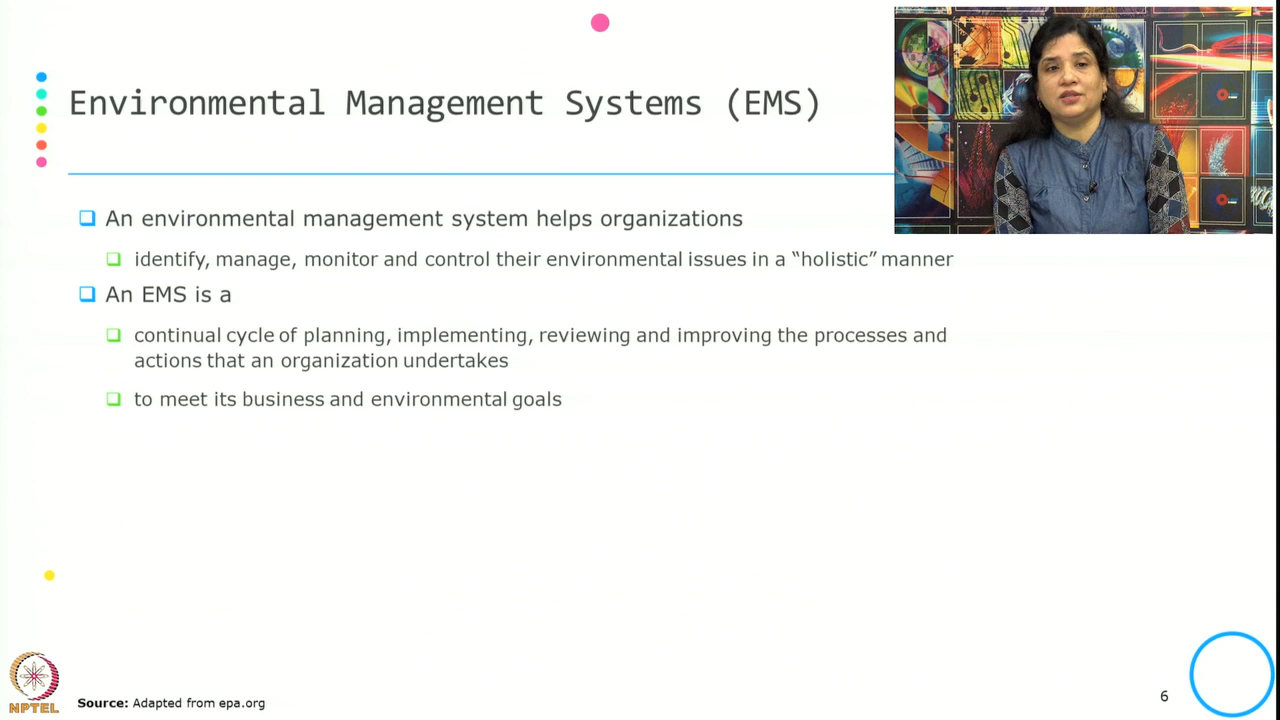 Environmental Management Systems (EMS)
An environmental management system helps organizations
identify, manage, monitor and control their environmental issues in a “holistic” manner
An EMS is a
continual cycle of planning, implementing, reviewing and improving the processes and
actions that an organization undertakes
to meet its business and environmental goals
NPTEL
Source: Adapted from epa.org
6